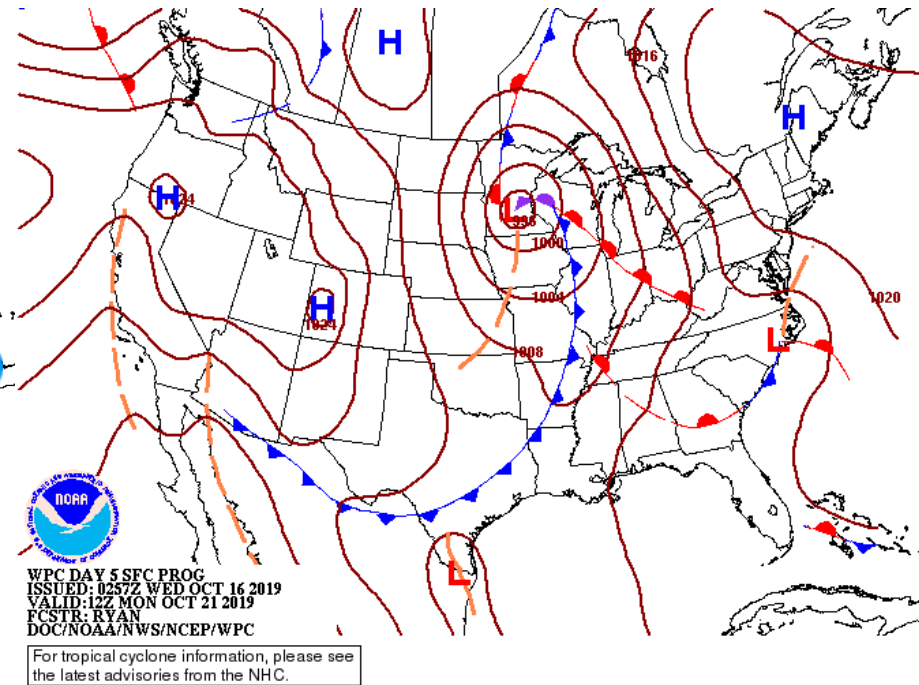 H
1016
H
H
1024
L
996
1000
H
1024
1004
1020
1008
L
L
NOAA
WPC DAY 5 SFC PROG
ISSUED: 0257Z WED OCT 16 2019
VALID:12Z MON OCT 21 2019
FCSTR: RYAN
DOC/NOAA/NWS/NCEP/WPC
For tropical cyclone information, please see
the latest advisories from the NHC.